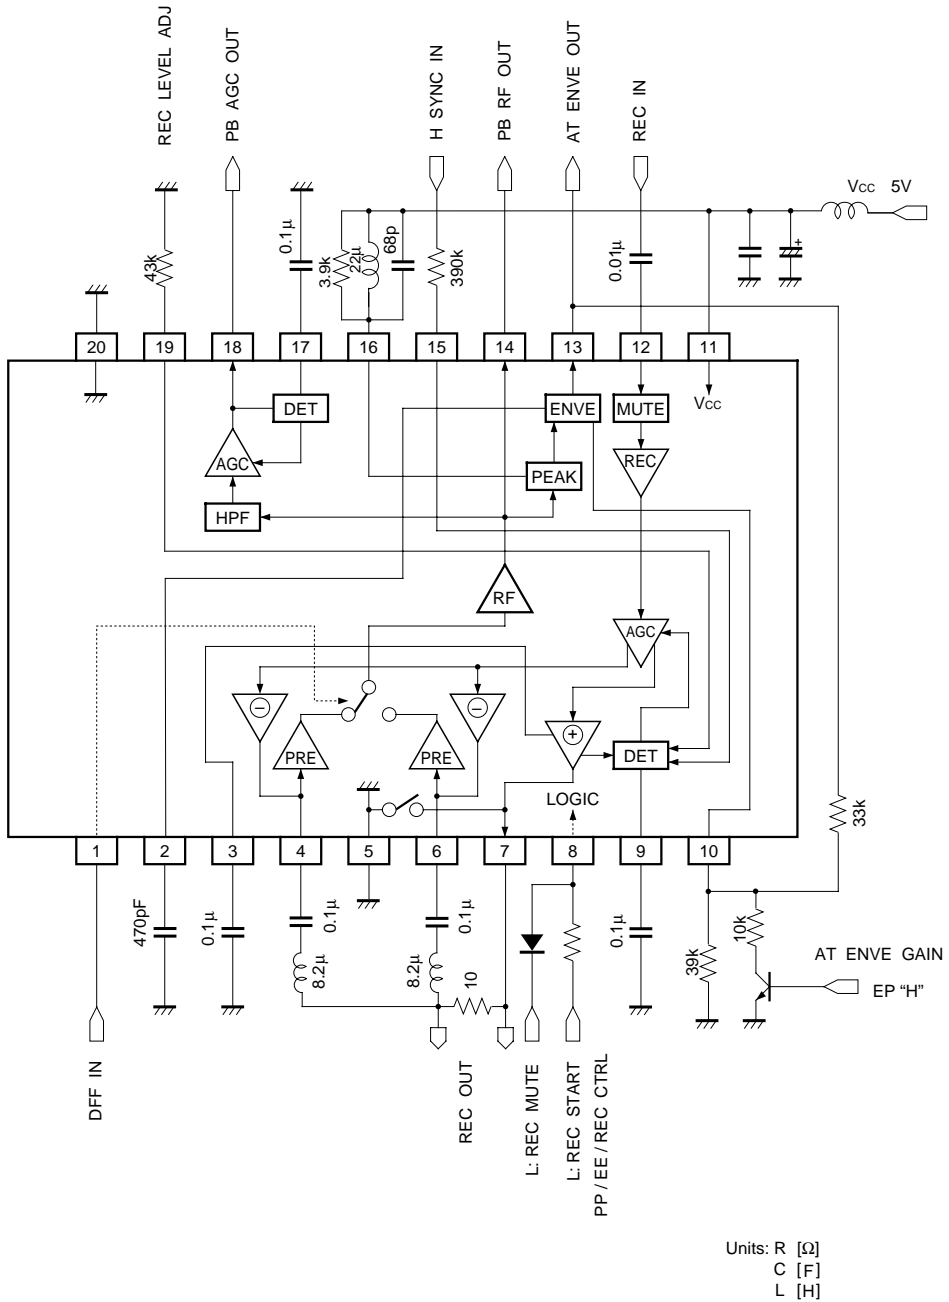 REC LEVEL ADJ
PB AGC OUT
H SYNC IN
PB RF OUT
AT ENVE OUT
REC IN
Vcc 5V
43k
0.1μ
3.9k
22μ
68p
390k
0.01μ
+
20
19
18
17
16
15
14
13
12
11
DET
ENVE
MUTE
Vcc
AGC
PEAK
REC
HPF
RF
AGC
−
−
+
PRE
PRE
DET
LOGIC
33k
1
2
3
4
5
6
7
8
9
10
470pF
0.1μ
0.1μ
0.1μ
0.1μ
8.2μ
8.2μ
10
39k
10k
AT ENVE GAIN
EP “H”
DFF IN
REC OUT
L: REC MUTE
L: REC START
PP / EE / REC CTRL
Units: R [Ω]
C [F]
L [H]